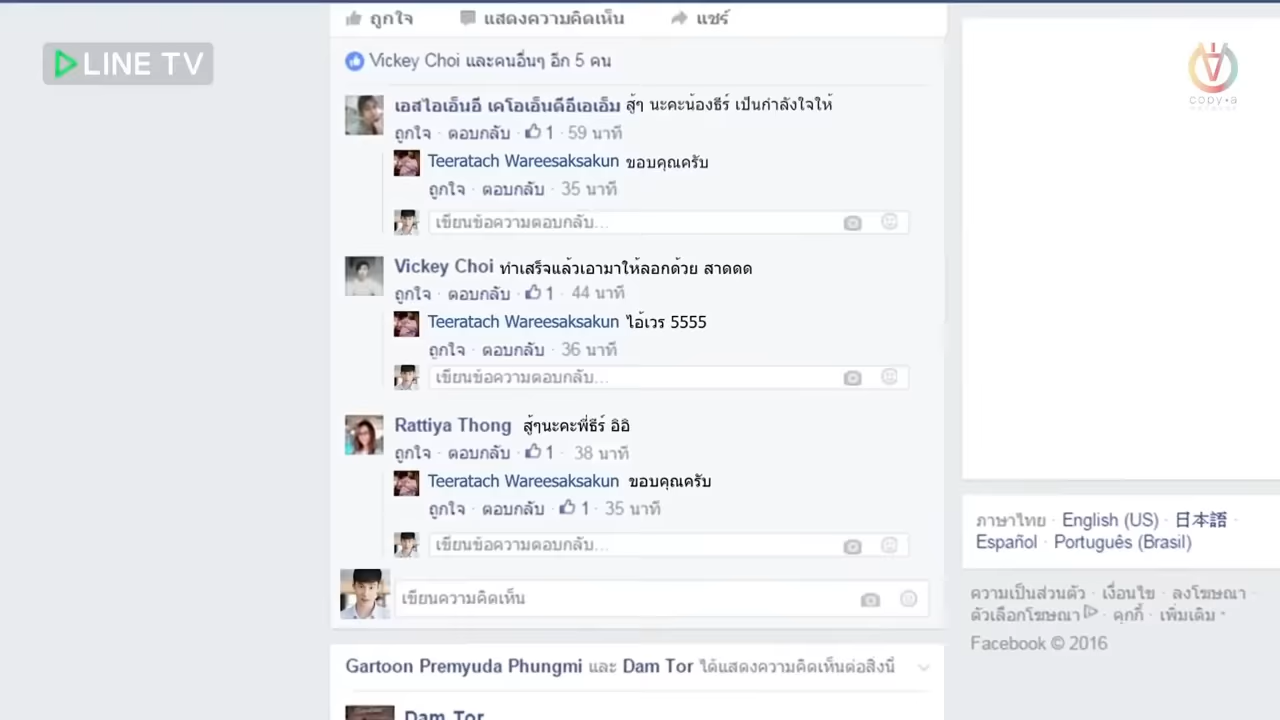 ถูกใจ แสดงความคิดเห็น แชร์
LINE TV
Vickey Choi และคนอื่นๆ อีก 5 คน
copy•a
เอสไอเอ็นอี เคโอเอ็นดีอีเอเอ็ม สู้ๆ นะคะน้องธีร์ เป็นกำลังใจให้
ถูกใจ · ตอบกลับ · 1 · 59 นาที
Teeratach Wareesaksakun ขอบคุณครับ
ถูกใจ · ตอบกลับ · 35 นาที
เขียนข้อความตอบกลับ...
Vickey Choi ทำเสร็จแล้วเอามาให้ลอกด้วย สาดดด
ถูกใจ · ตอบกลับ · 1 · 44 นาที
Teeratach Wareesaksakun ไอ้เวร 5555
ถูกใจ · ตอบกลับ · 36 นาที
เขียนข้อความตอบกลับ...
Rattiya Thong สู้ๆนะคะพี่ธีร์ อิอิ
ถูกใจ · ตอบกลับ · 1 · 38 นาที
Teeratach Wareesaksakun ขอบคุณครับ
ถูกใจ · ตอบกลับ · 1 · 35 นาที
เขียนข้อความตอบกลับ...
เขียนความคิดเห็น
Gartoon Premyuda Phungmi และ Dam Tor ได้แสดงความคิดเห็นต่อสิ่งนี้
Dam Tor
ภาษาไทย · English (US) · 日本語 ·
Español · Português (Brasil)
ความเป็นส่วนตัว · เงื่อนไข · ลงโฆษณา ·
ตัวเลือกโฆษณา · คุกกี้ · เพิ่มเติม
Facebook © 2016